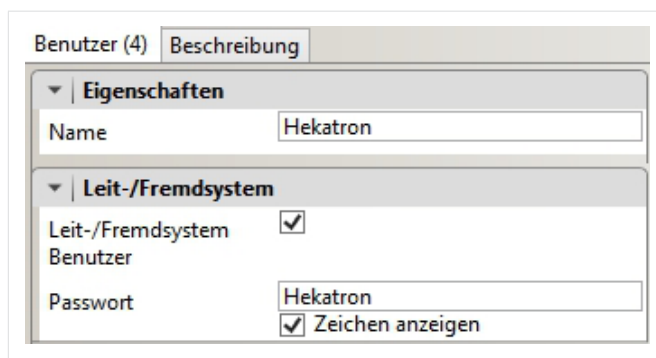 Benutzer (4) Beschreibung
Eigenschaften
Name Hekatron
Leit-/Fremdsystem
Leit-/Fremdsystem
Benutzer
Passwort Hekatron
Zeichen anzeigen